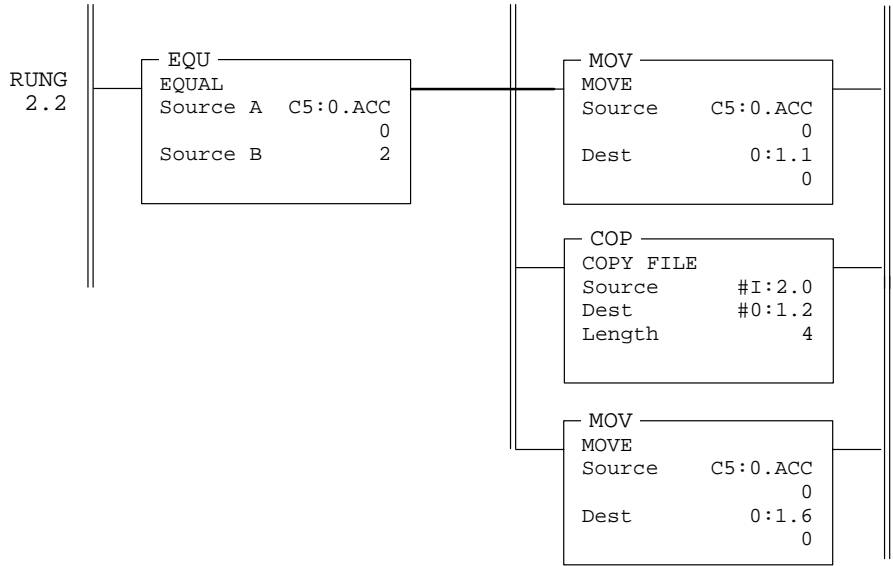 RUNG
2.2
EQU
EQUAL
Source A C5:0.ACC
0
Source B 2
MOV
MOVE
Source C5:0.ACC
0
Dest 0:1.1
0
COP
COPY FILE
Source #I:2.0
Dest #0:1.2
Length 4
MOV
MOVE
Source C5:0.ACC
0
Dest 0:1.6
0